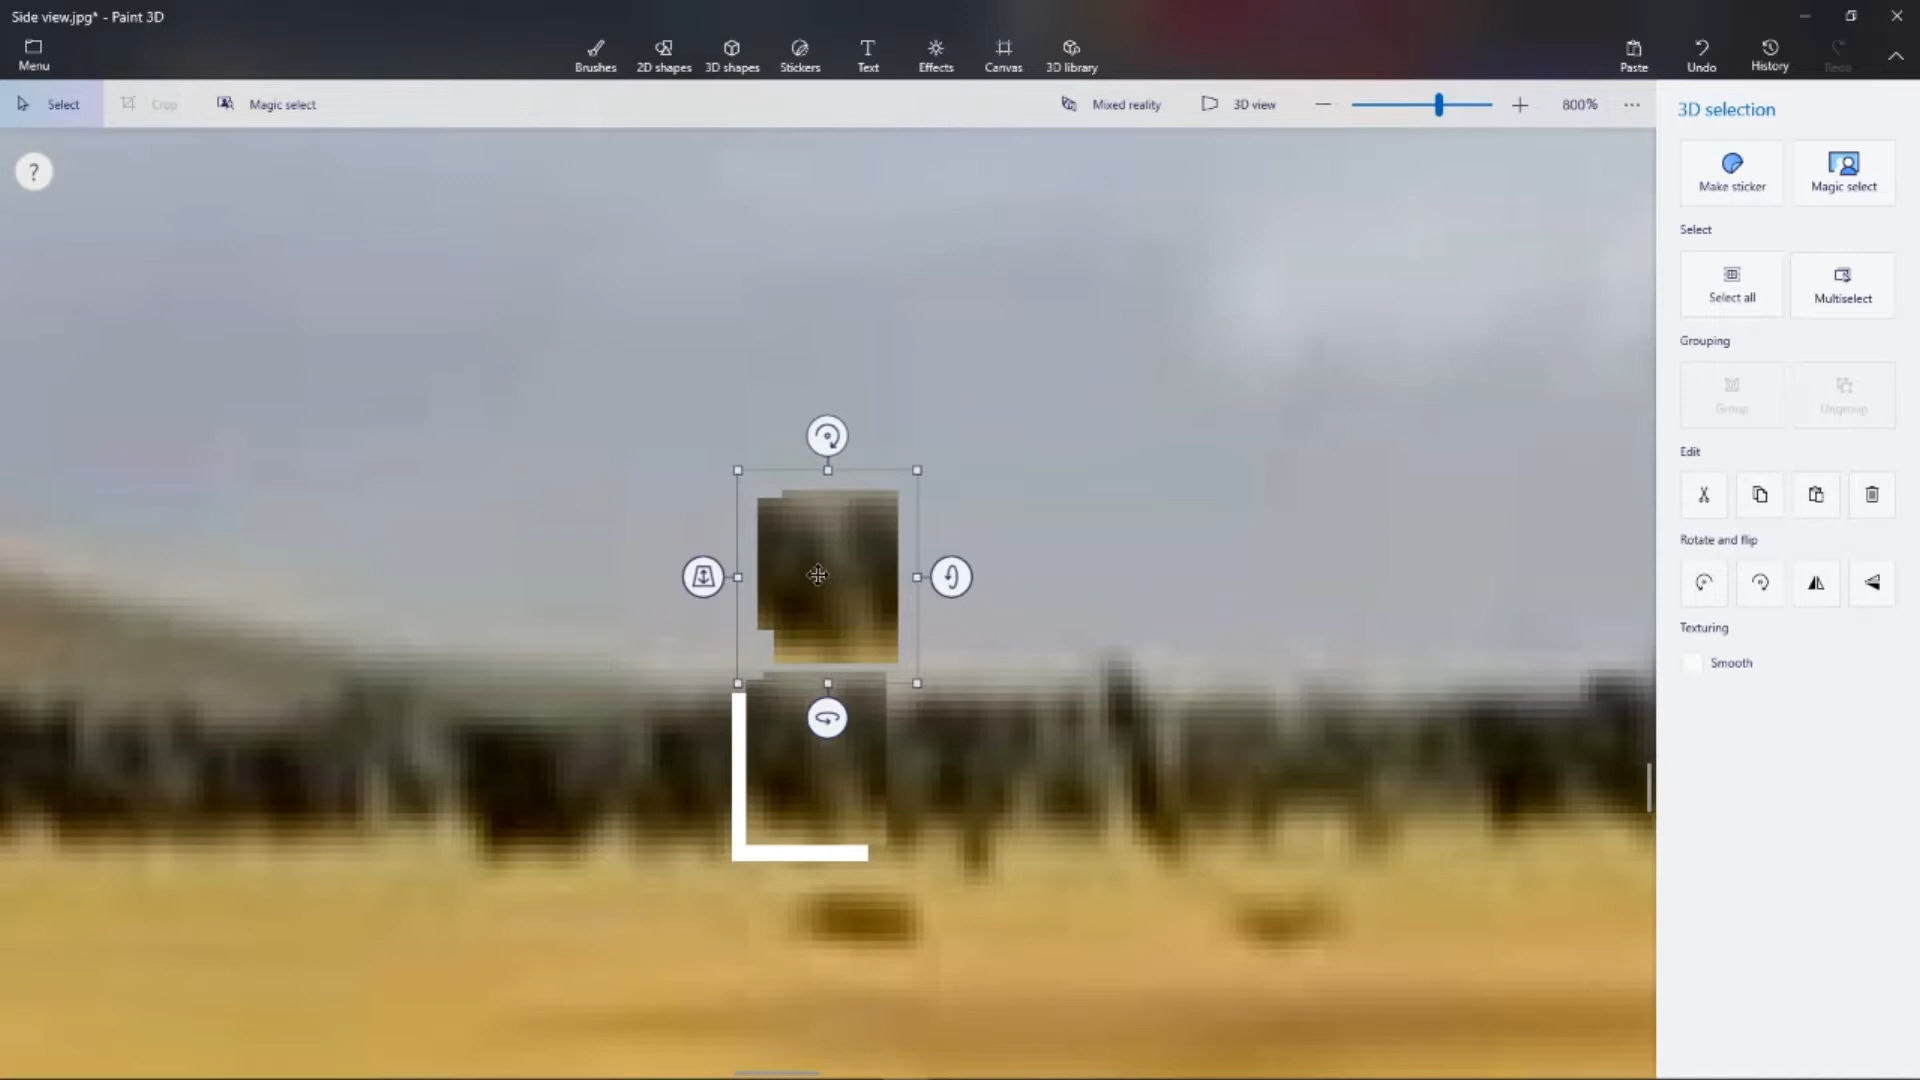 Side view.jpg* - Paint 3D
Menu
Brushes
2D shapes
3D shapes
Stickers
Text
Effects
Canvas
3D library
Paste
Undo
History
Redo
Select
Crop
Magic select
Mixed reality
3D view
800%
3D selection
?
Make sticker
Magic select
Select
Select all
Multiselect
Grouping
Group
Ungroup
Edit
Rotate and flip
Texturing
Smooth